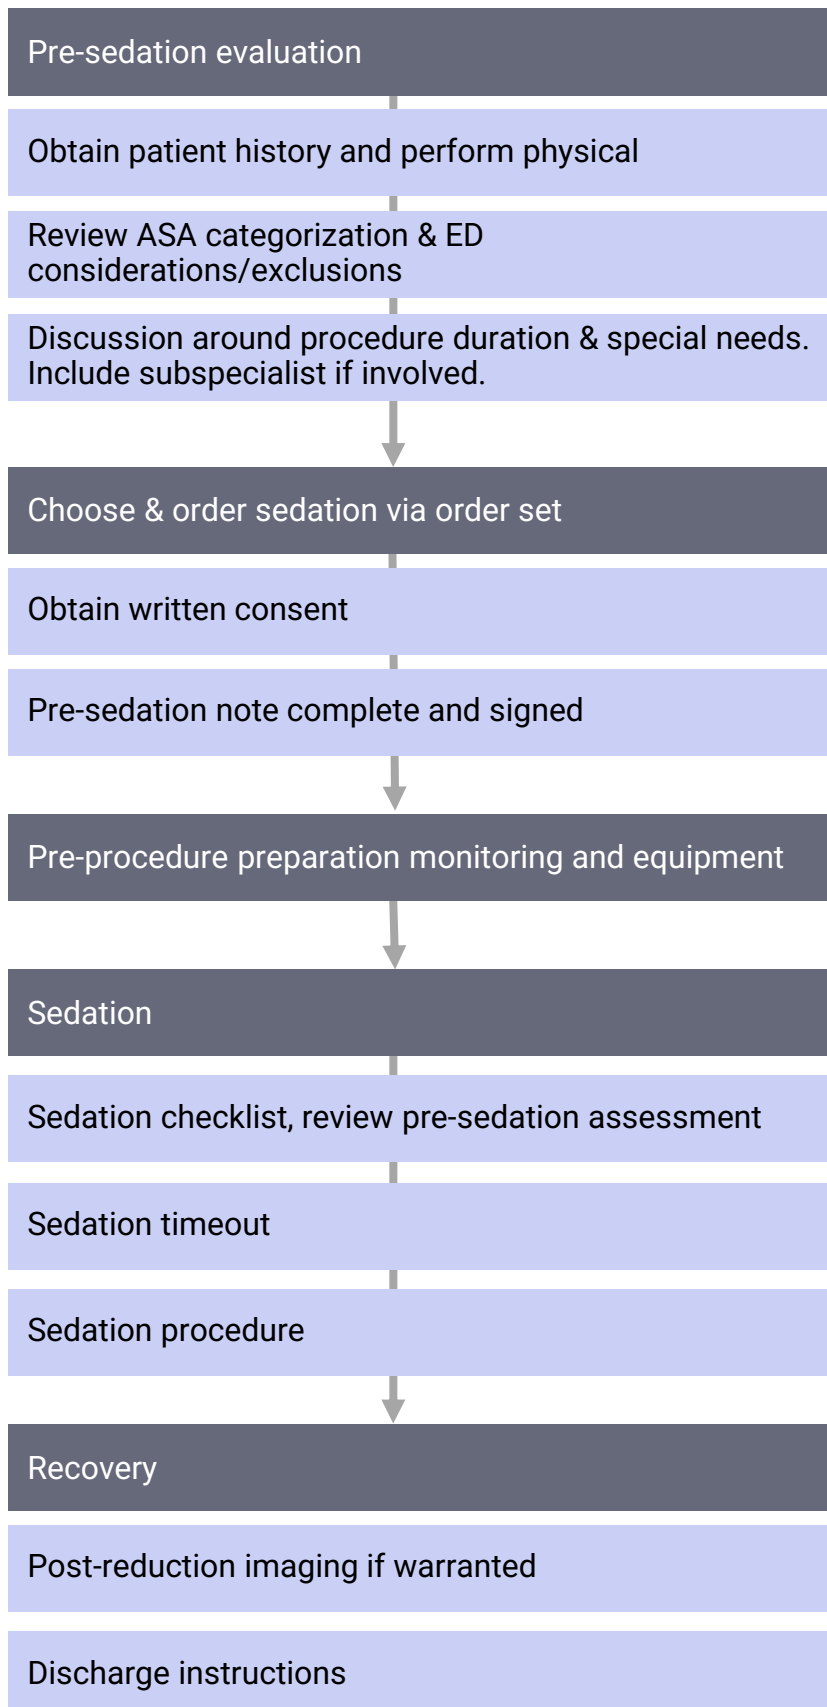 Pre-sedation evaluation
Obtain patient history and perform physical
Review ASA categorization & ED
considerations/exclusions
Discussion around procedure duration & special needs.
Include subspecialist if involved.
Choose & order sedation via order set
Obtain written consent
Pre-sedation note complete and signed
Pre-procedure preparation monitoring and equipment
Sedation
Sedation checklist, review pre-sedation assessment
Sedation timeout
Sedation procedure
Recovery
Post-reduction imaging if warranted
Discharge instructions